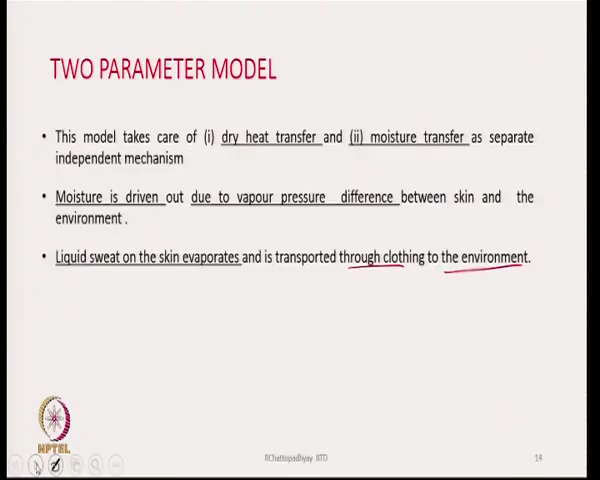 TWO PARAMETER MODEL
• This model takes care of (i) dry heat transfer and (ii) moisture transfer as separate
independent mechanism
• Moisture is driven out due to vapour pressure difference between skin and the
environment .
• Liquid sweat on the skin evaporates and is transported through clothing to the environment.
NPTEL
RChattopadhyay IITD
14